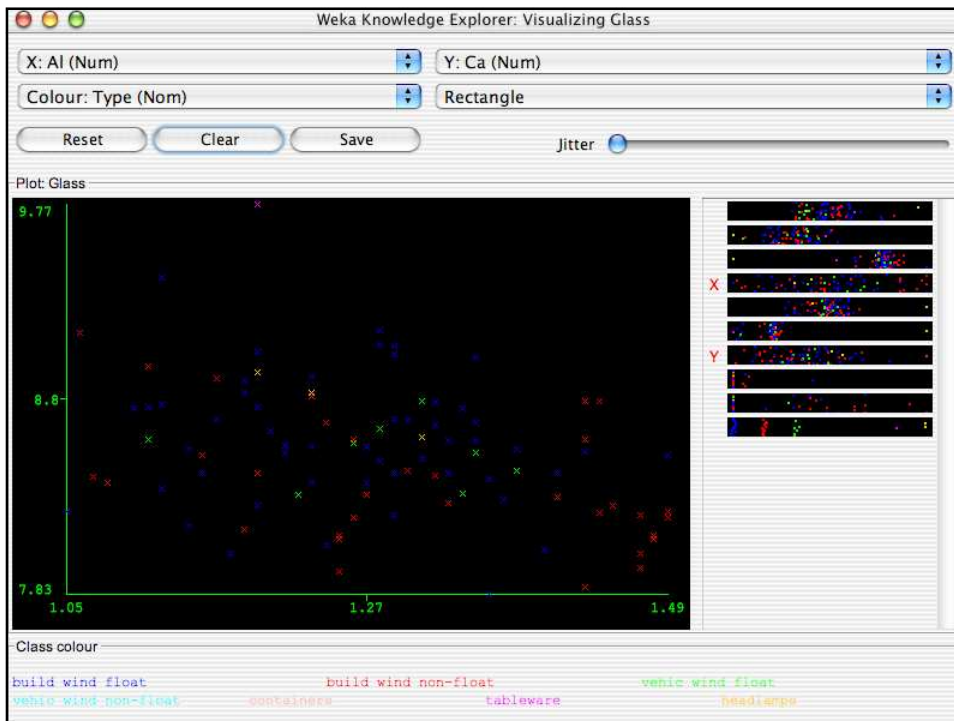 Weka Knowledge Explorer: Visualizing Glass
X: Al (Num) Y: Ca (Num)
Colour: Type (Nom) Rectangle
Reset Clear Save Jitter
Plot: Glass
9.77
X
Y
8.8
7.83
1.05 1.27 1.49
Class colour
build wind float build wind non-float vehic wind float
vehic wind non-float containers tableware headlamps